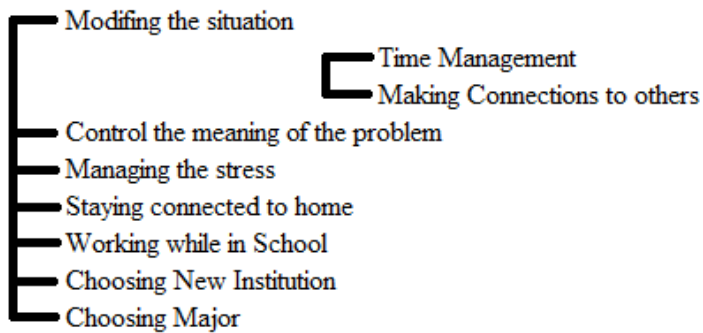 Modifing the situation
Time Management
Making Connections to others
Control the meaning of the problem
Managing the stress
Staying connected to home
Working while in School
Choosing New Institution
Choosing Major